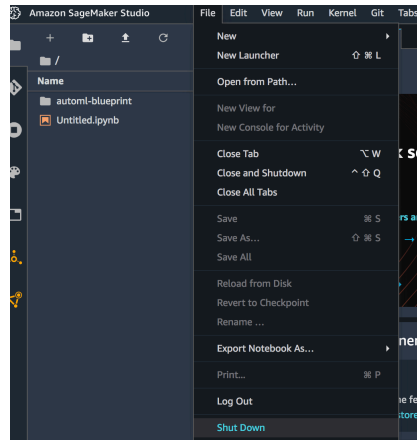 Amazon SageMaker Studio
File Edit View Run Kernel Git Tabs
/
Name
automl-blueprint
Untitled.ipynb
New
New Launcher ⇧ ⌘ L
Open from Path...
New View for
New Console for Activity
Close Tab ⌥ W
Close and Shutdown ^ ⇧ Q
Close All Tabs
Save ⌘ S
Save As... ⇧ ⌘ S
Save All
Reload from Disk
Revert to Checkpoint
Rename ...
Export Notebook As...
Print... ⌘ P
Log Out
Shut Down